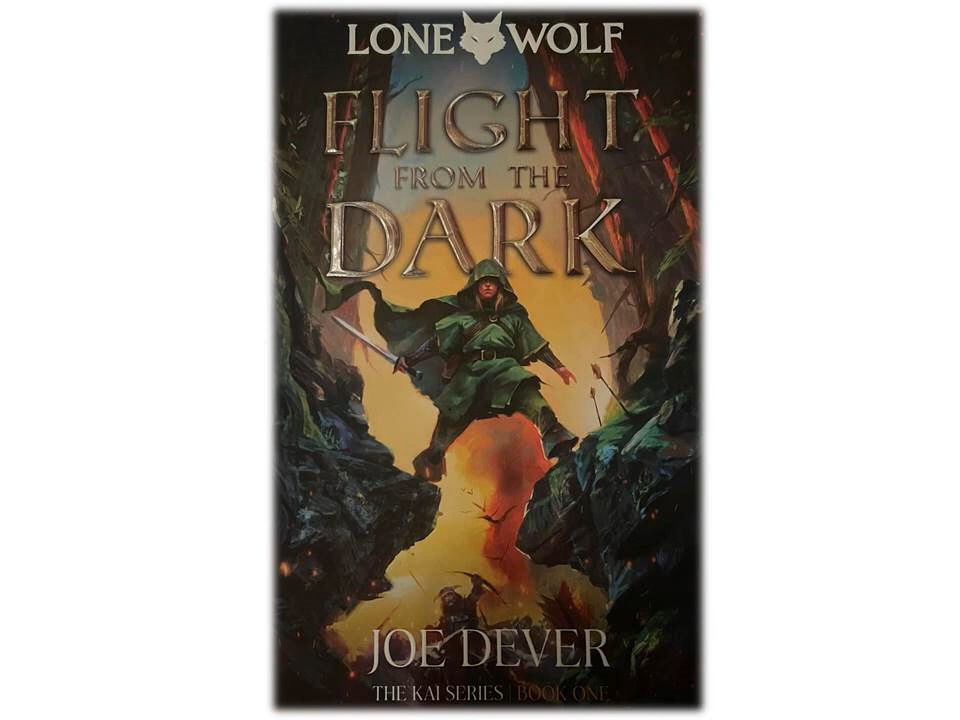 LONE WOLF
FLIGHT
FROM THE
DARK
JOE DEVER
THE KAI SERIES | BOOK ONE